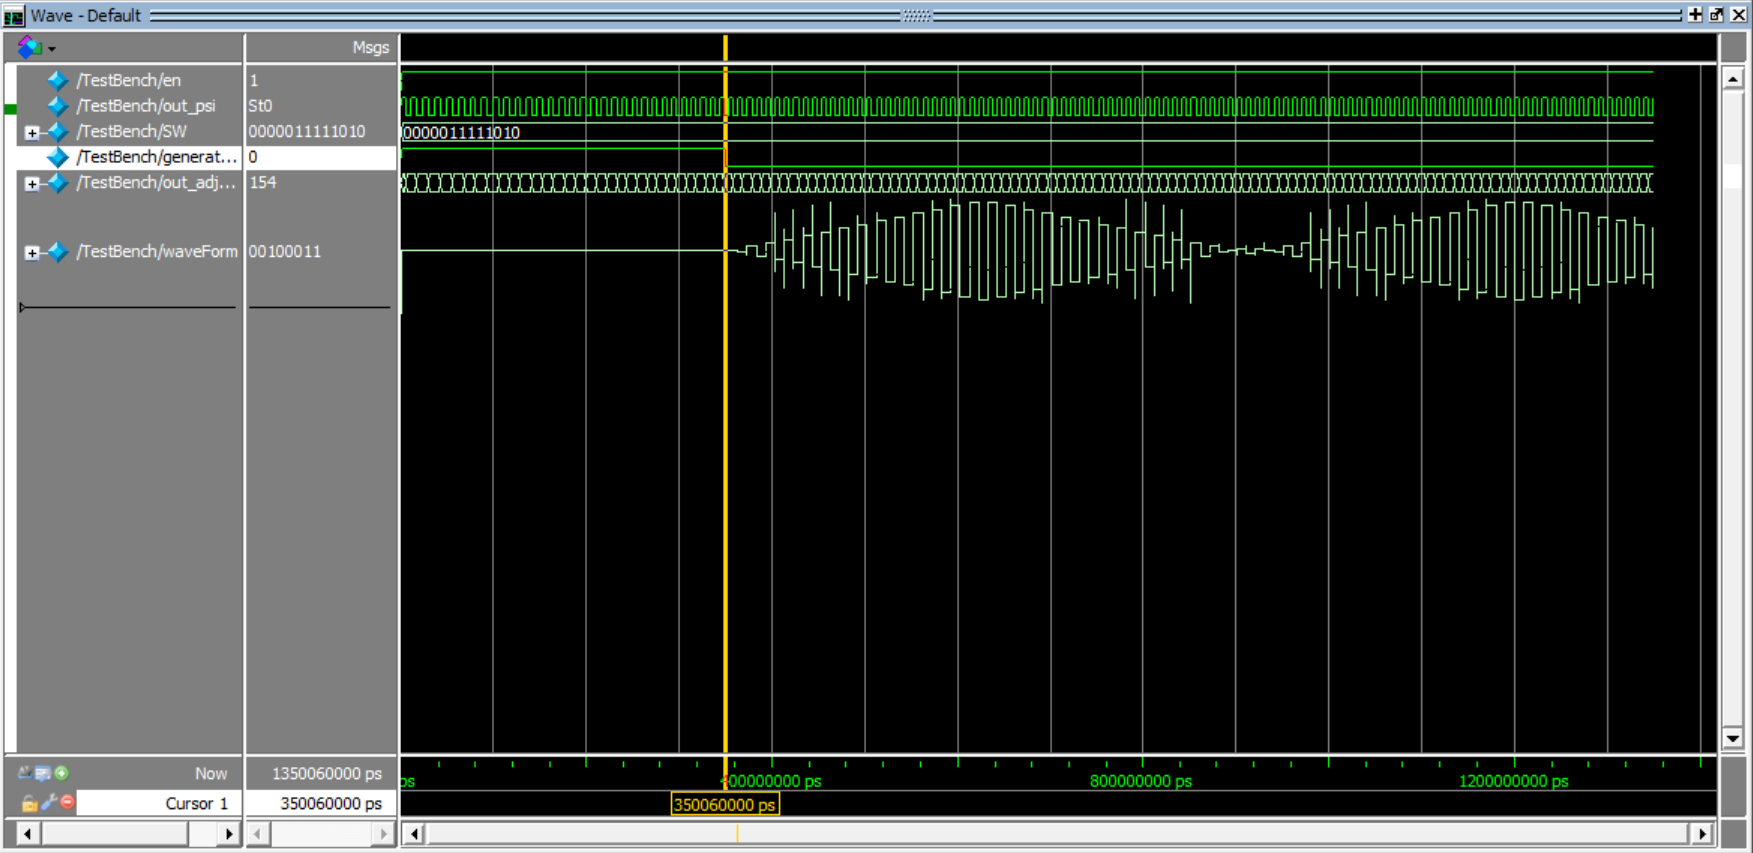 Wave - Default
Msgs
/TestBench/en 1
/TestBench/out_psi St0
/TestBench/SW 0000011111010 0000011111010
/TestBench/generat... 0
/TestBench/out_adj... 154
/TestBench/waveForm 00100011
Now 1350060000 ps ps 00000000 ps 800000000 ps 1200000000 ps
Cursor 1 350060000 ps 350060000 ps